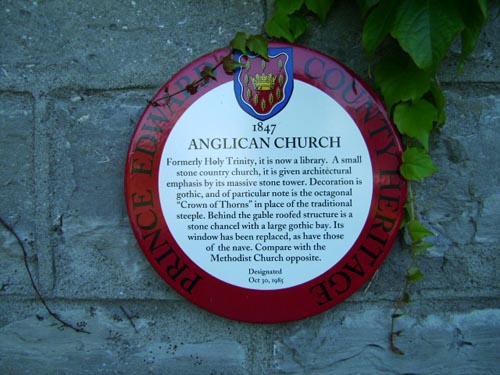 PRINCE EDWARD COUNTY HERITAGE
1847
ANGLICAN CHURCH
Formerly Holy Trinity, it is now a library. A small
stone country church, it is given architectural
emphasis by its massive stone tower. Decoration is
gothic, and of particular note is the octagonal
"Crown of Thorns" in place of the traditional
steeple. Behind the gable roofed structure is a
stone chancel with a large gothic bay. Its
window has been replaced, as have those
of the nave. Compare with the
Methodist Church opposite.
Designated
Oct 30, 1985